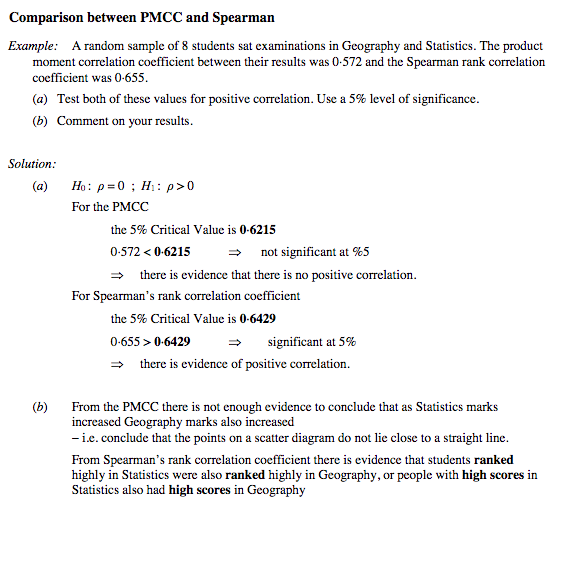 Comparison between PMCC and Spearman
Example: A random sample of 8 students sat examinations in Geography and Statistics. The product
moment correlation coefficient between their results was 0·572 and the Spearman rank correlation
coefficient was 0·655.
(a) Test both of these values for positive correlation. Use a 5% level of significance.
(b) Comment on your results.
Solution:
(a) H₀ : ρ = 0 ; H₁ : ρ > 0
For the PMCC
the 5% Critical Value is 0·6215
0·572 < 0·6215 ⇒ not significant at %5
⇒ there is evidence that there is no positive correlation.
For Spearman's rank correlation coefficient
the 5% Critical Value is 0·6429
0·655 > 0·6429 ⇒ significant at 5%
⇒ there is evidence of positive correlation.
(b) From the PMCC there is not enough evidence to conclude that as Statistics marks
increased Geography marks also increased
– i.e. conclude that the points on a scatter diagram do not lie close to a straight line.
From Spearman's rank correlation coefficient there is evidence that students ranked
highly in Statistics were also ranked highly in Geography, or people with high scores in
Statistics also had high scores in Geography